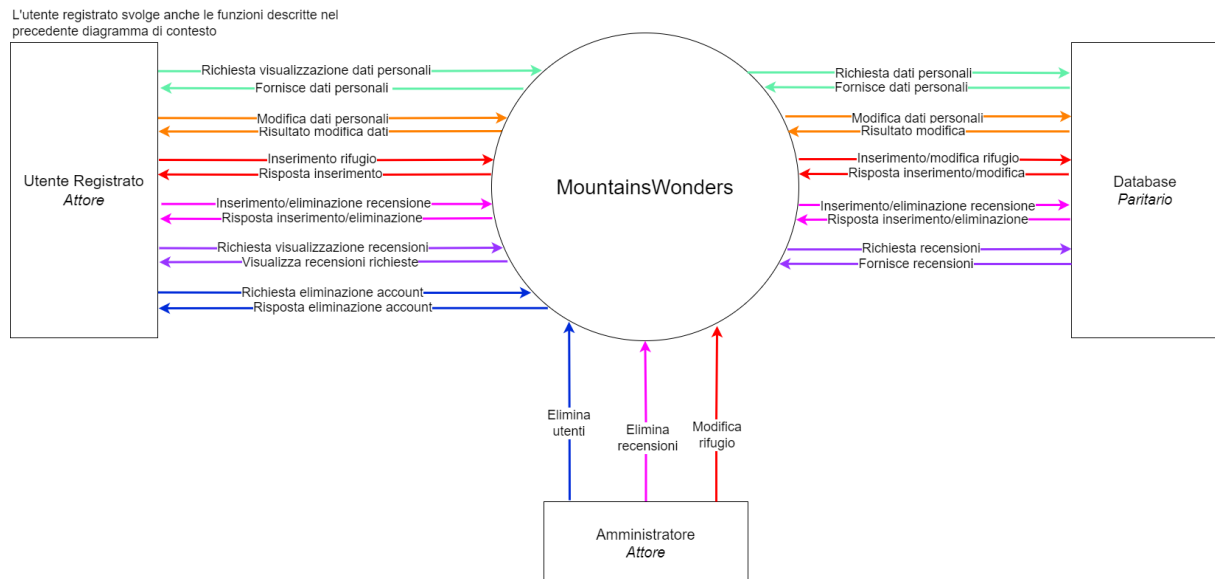 L'utente registrato svolge anche le funzioni descritte nel
precedente diagramma di contesto
Utente Registrato
Attore
Richiesta visualizzazione dati personali
Fornisce dati personali
Modifica dati personali
Risultato modifica dati
Inserimento rifugio
Risposta inserimento
Inserimento/eliminazione recensione
Risposta inserimento/eliminazione
Richiesta visualizzazione recensioni
Visualizza recensioni richieste
Richiesta eliminazione account
Risposta eliminazione account
MountainsWonders
Richiesta dati personali
Fornisce dati personali
Modifica dati personali
Risultato modifica
Inserimento/modifica rifugio
Risposta inserimento/modifica
Inserimento/eliminazione recensione
Risposta inserimento/eliminazione
Richiesta recensioni
Fornisce recensioni
Database
Paritario
Elimina
utenti
Elimina
recensioni
Modifica
rifugio
Amministratore
Attore